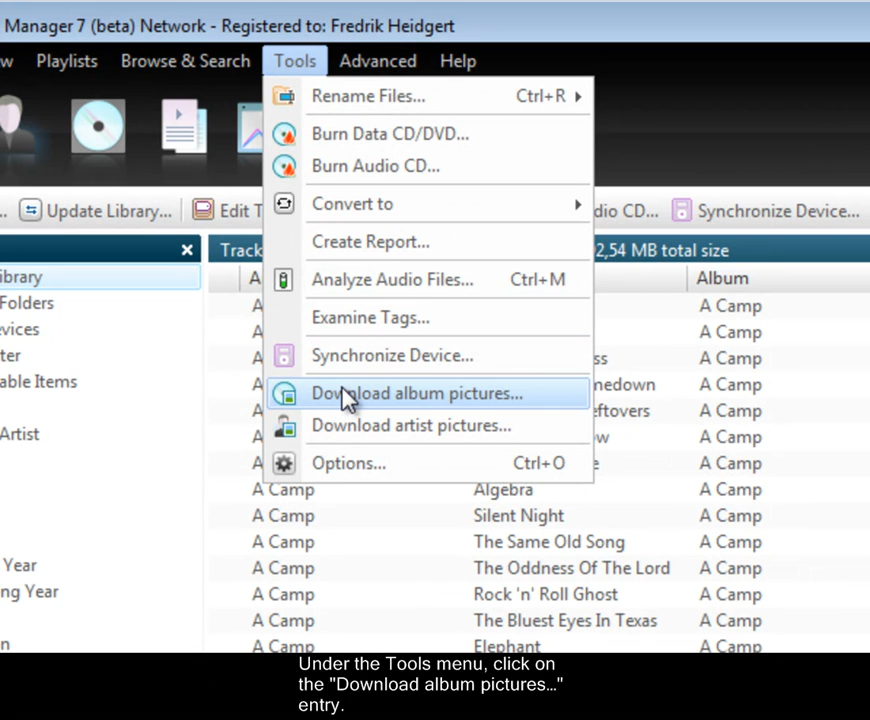 Manager 7 (beta) Network - Registered to: Fredrik Heidgert
Playlists Browse & Search Tools Advanced Help
Rename Files... Ctrl+R
Burn Data CD/DVD...
Burn Audio CD...
Update Library... Edit T Convert to dio CD... Synchronize Device...
Track Create Report... 2,54 MB total size
Library A Analyze Audio Files... Ctrl+M Album
Folders A Camp
Examine Tags... A Camp
Synchronize Device... ss A Camp
able Items Download album pictures... medown A Camp
Download artist pictures... eftovers A Camp
Artist A Camp
Options... Ctrl+O e A Camp
A Camp Algebra A Camp
A Camp Silent Night A Camp
A Camp The Same Old Song A Camp
Year A Camp The Oddness Of The Lord A Camp
ng Year A Camp Rock 'n' Roll Ghost A Camp
A Camp The Bluest Eyes In Texas A Camp
A Camp Elephant A Camp
Under the Tools menu, click on
the "Download album pictures..."
entry.